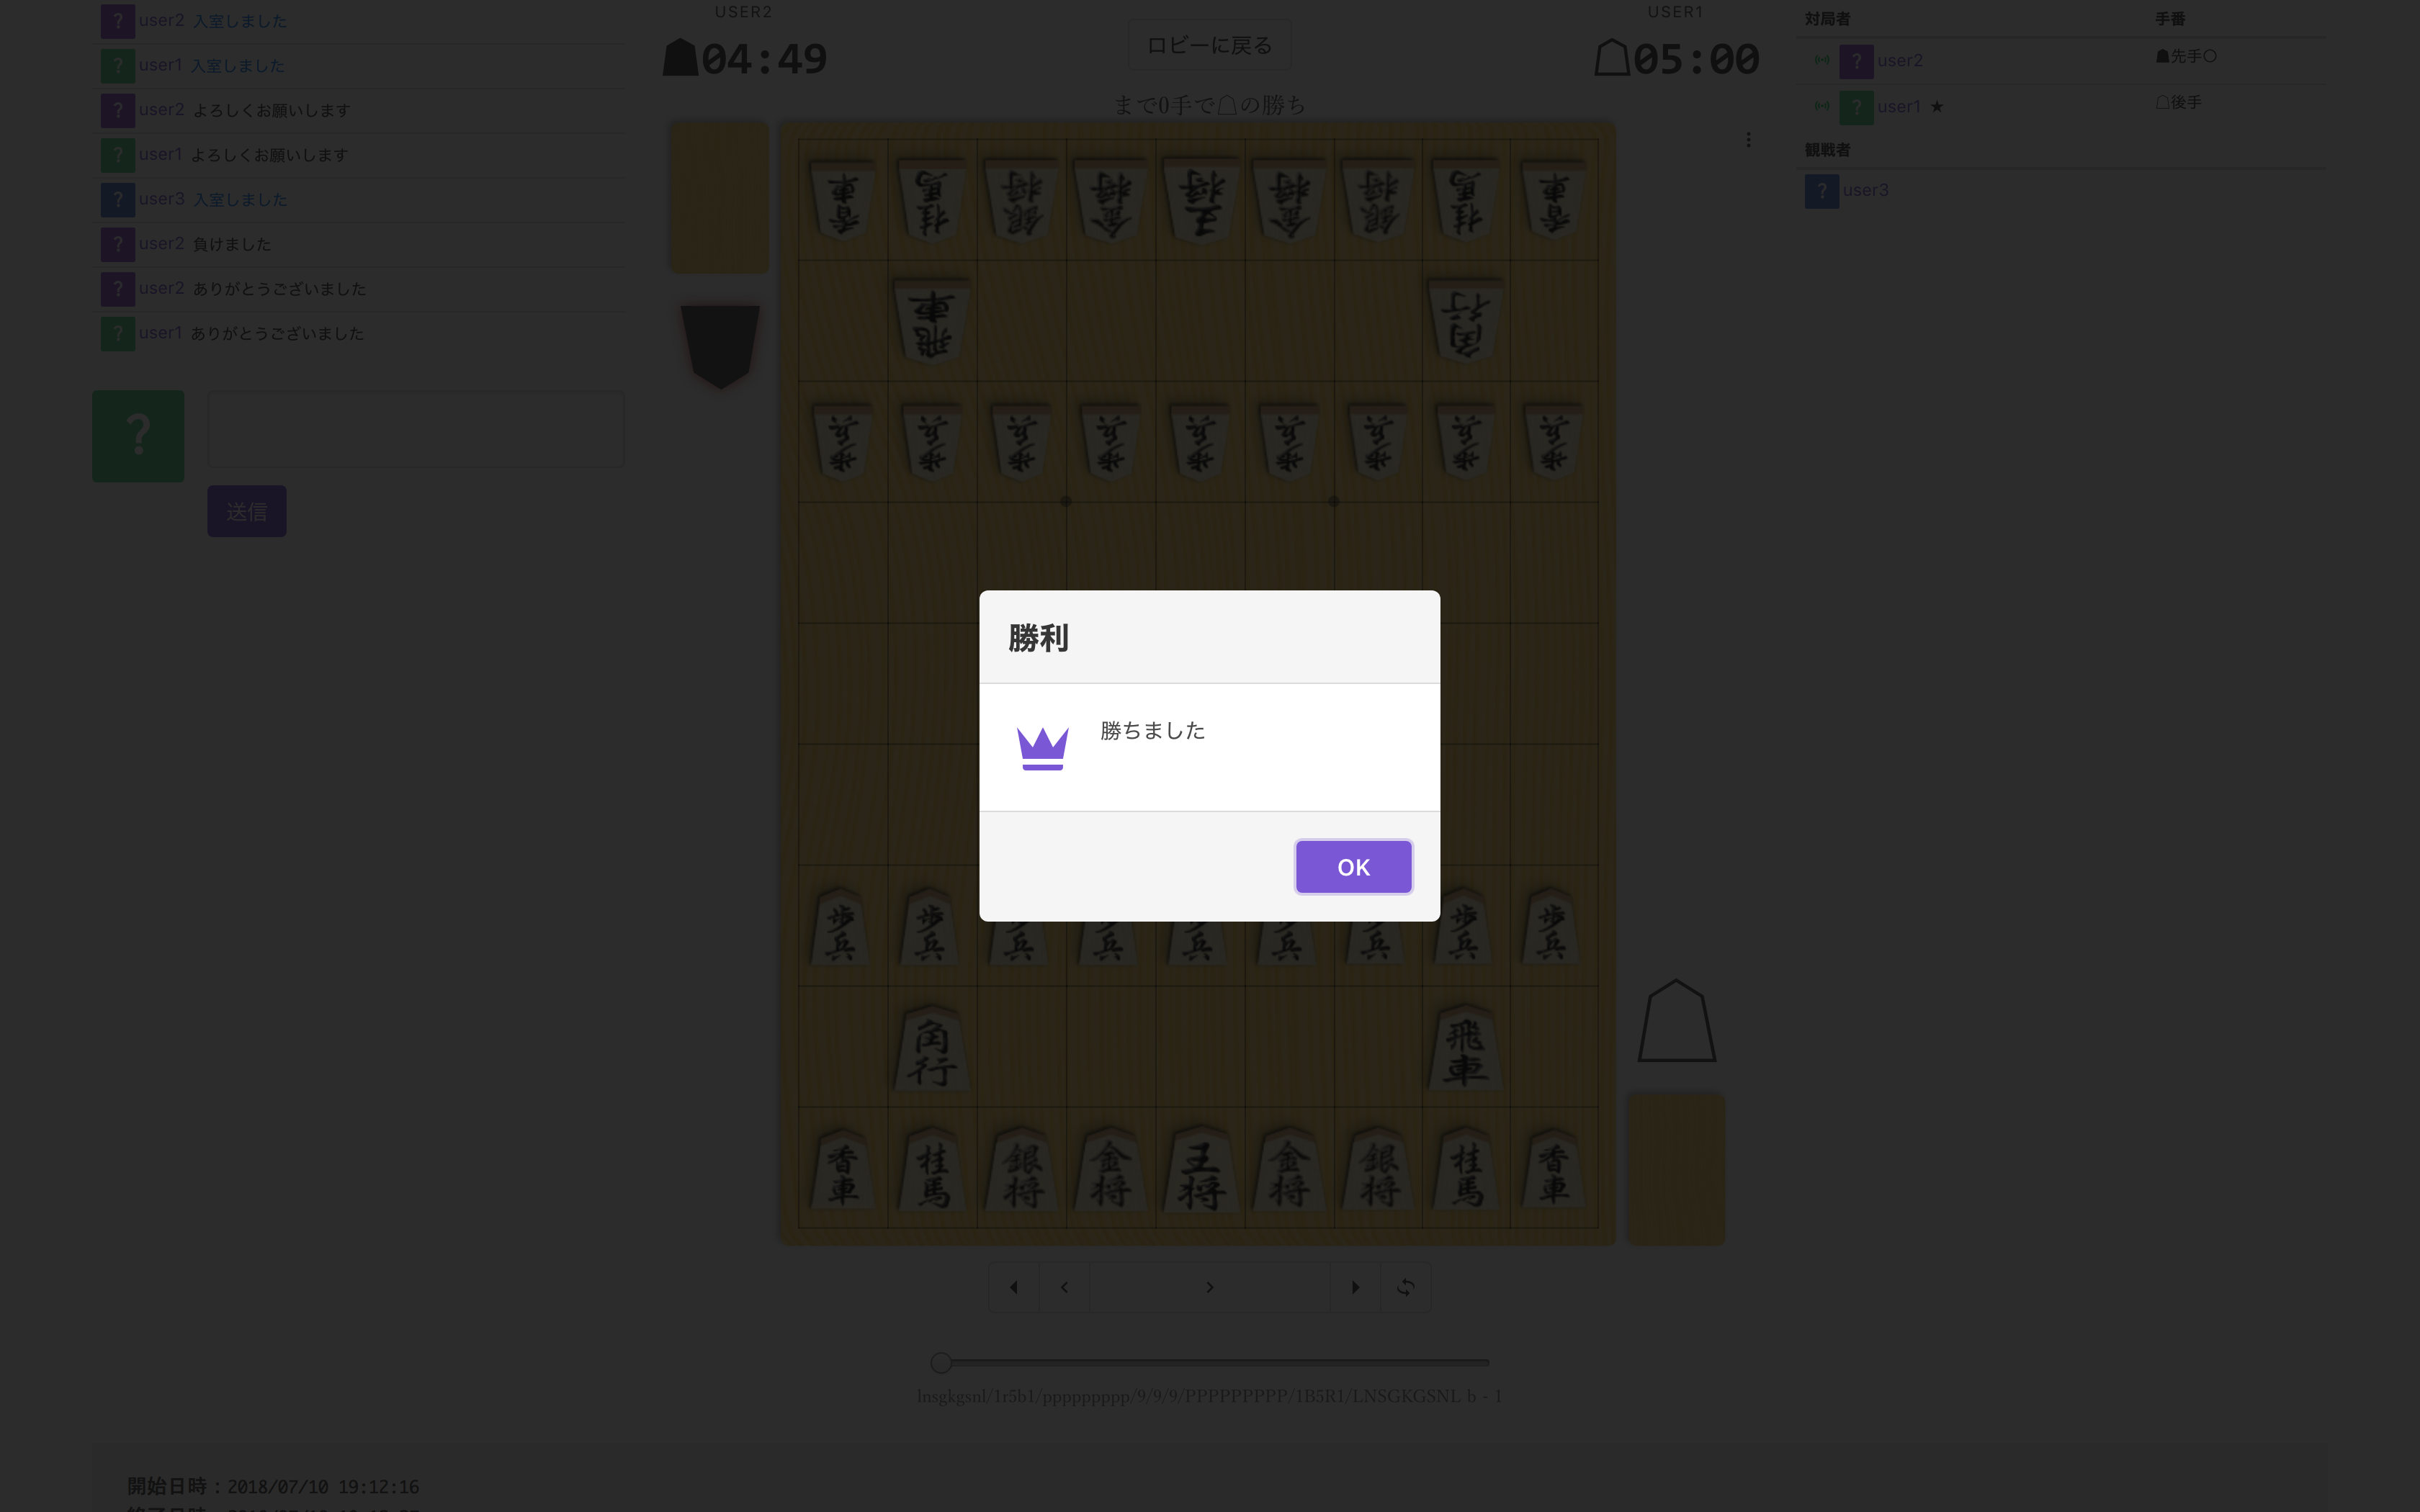 user2 入室しました
user1 入室しました
user2 よろしくお願いします
user1 よろしくお願いします
user3 入室しました
user2 負けました
user2 ありがとうございました
user1 ありがとうございました
?
送信
USER2
04:49
ロビーに戻る
USER1
05:00
まで0手で☖の勝ち
香車 桂馬 銀将 金将 王将 金将 銀将 桂馬 香車
飛車 角行
歩兵 歩兵 歩兵 歩兵 歩兵 歩兵 歩兵 歩兵 歩兵
勝利
勝ちました
OK
歩兵 歩兵 歩兵 歩兵 歩兵 歩兵 歩兵 歩兵 歩兵
角行 飛車
香車 桂馬 銀将 金将 王将 金将 銀将 桂馬 香車
lnsgkgsnl/1r5b1/ppppppppp/9/9/9/PPPPPPPPP/1B5R1/LNSGKGSNL b - 1
対局者 手番
user2 ☗先手○
user1 ★ ☖後手
観戦者
user3
開始日時：2018/07/10 19:12:16